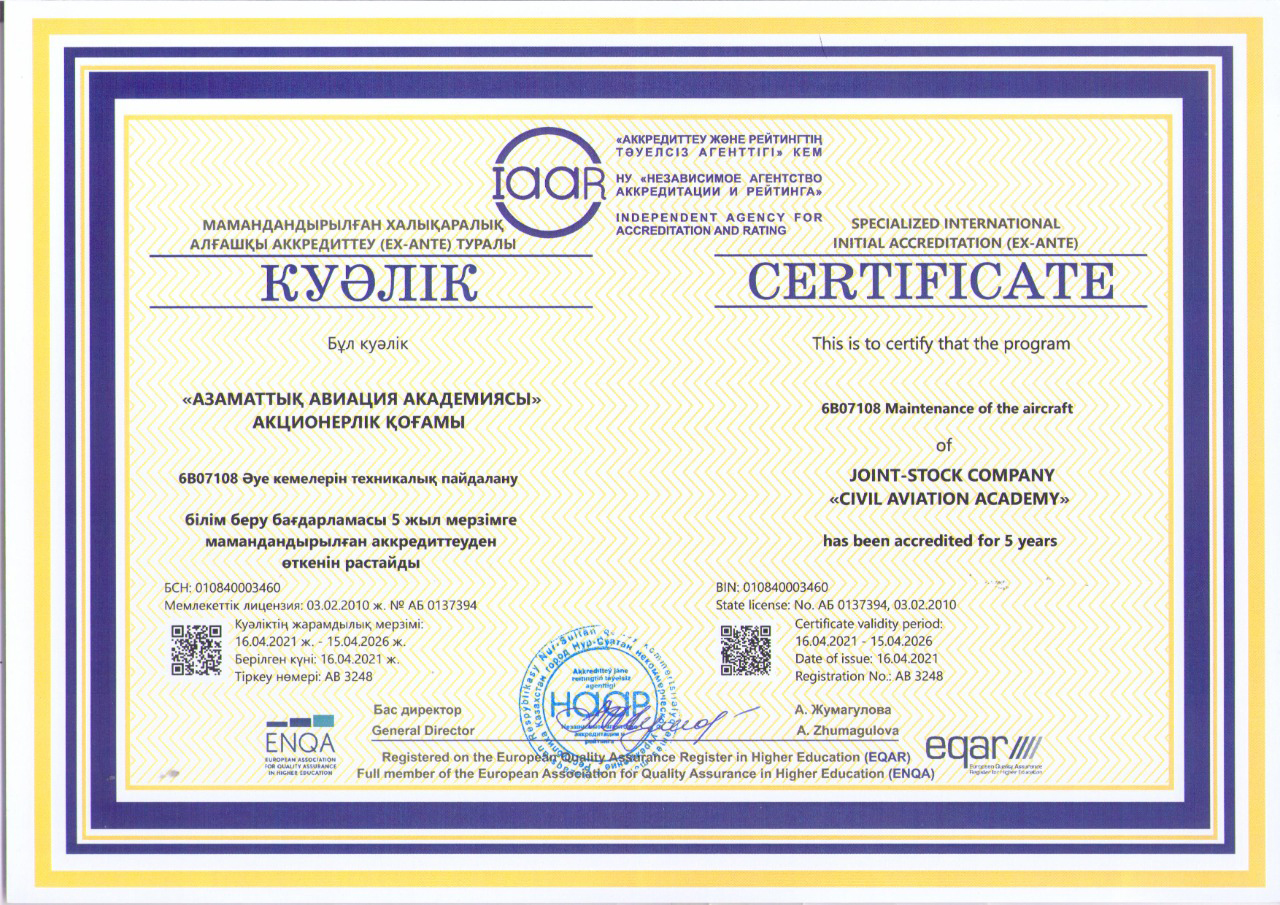 IAAR
«АККРЕДИТТЕУ ЖӘНЕ РЕЙТИНГТІҢ
ТӘУЕЛСІЗ АГЕНТТІГІ» КЕМ
НУ «НЕЗАВИСИМОЕ АГЕНТСТВО
АККРЕДИТАЦИИ И РЕЙТИНГА»
INDEPENDENT AGENCY FOR
ACCREDITATION AND RATING
МАМАНДАНДЫРЫЛҒАН ХАЛЫҚАРАЛЫҚ
АЛҒАШҚЫ АККРЕДИТТЕУ (EX-ANTE) ТУРАЛЫ
КУӘЛІК
Бұл куәлік
«АЗАМАТТЫҚ АВИАЦИЯ АКАДЕМИЯСЫ»
АКЦИОНЕРЛІК ҚОҒАМЫ
6В07108 Әуе кемелерін техникалық пайдалану
білім беру бағдарламасы 5 жыл мерзімге
мамандандырылған аккредиттеуден
өткенін растайды
БСН: 010840003460
Мемлекеттік лицензия: 03.02.2010 ж. № АБ 0137394
Куәліктің жарамдылық мерзімі:
16.04.2021 ж. - 15.04.2026 ж.
Берілген күні: 16.04.2021 ж.
Тіркеу нөмері: АВ 3248
SPECIALIZED INTERNATIONAL
INITIAL ACCREDITATION (EX-ANTE)
CERTIFICATE
This is to certify that the program
6B07108 Maintenance of the aircraft
of
JOINT-STOCK COMPANY
«CIVIL AVIATION ACADEMY»
has been accredited for 5 years
BIN: 010840003460
State license: No. АБ 0137394, 03.02.2010
Certificate validity period:
16.04.2021 - 15.04.2026
Date of issue: 16.04.2021
Registration No.: AB 3248
Бас директор
General Director
А. Жумагулова
A. Zhumagulova
Akkredıtteý jáne
reıtıngtiń táýelsiz
agenttigi
НААР
ENQA
EUROPEAN ASSOCIATION
FOR QUALITY ASSURANCE
IN HIGHER EDUCATION
Registered on the European Quality Assurance Register in Higher Education (EQAR)
Full member of the European Association for Quality Assurance in Higher Education (ENQA)
eqar
European Quality Assurance
Register for Higher Education